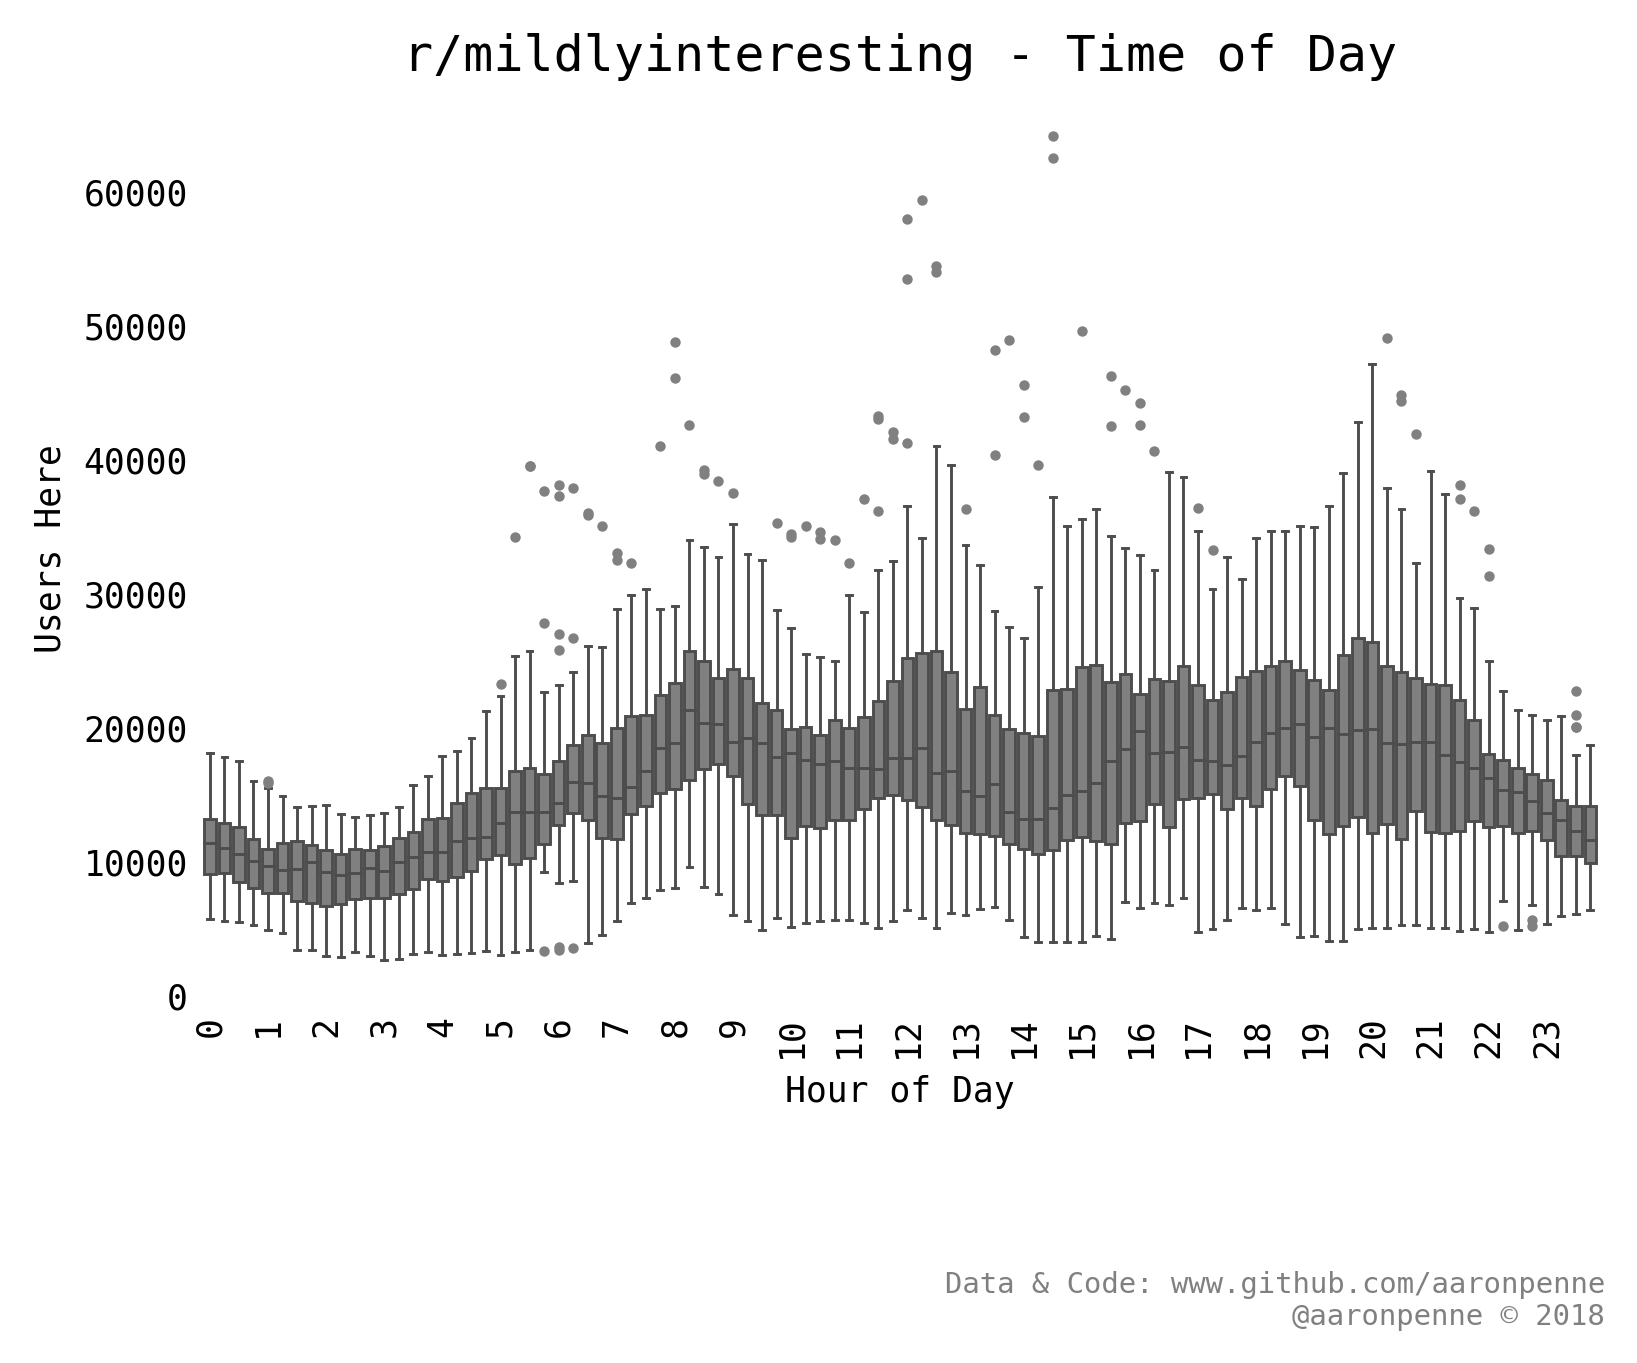 r/mildlyinteresting - Time of Day
60000
50000
40000
30000
20000
10000
0
Users Here
0 1 2 3 4 5 6 7 8 9 10 11 12 13 14 15 16 17 18 19 20 21 22 23
Hour of Day
Data & Code: www.github.com/aaronpenne
@aaronpenne © 2018